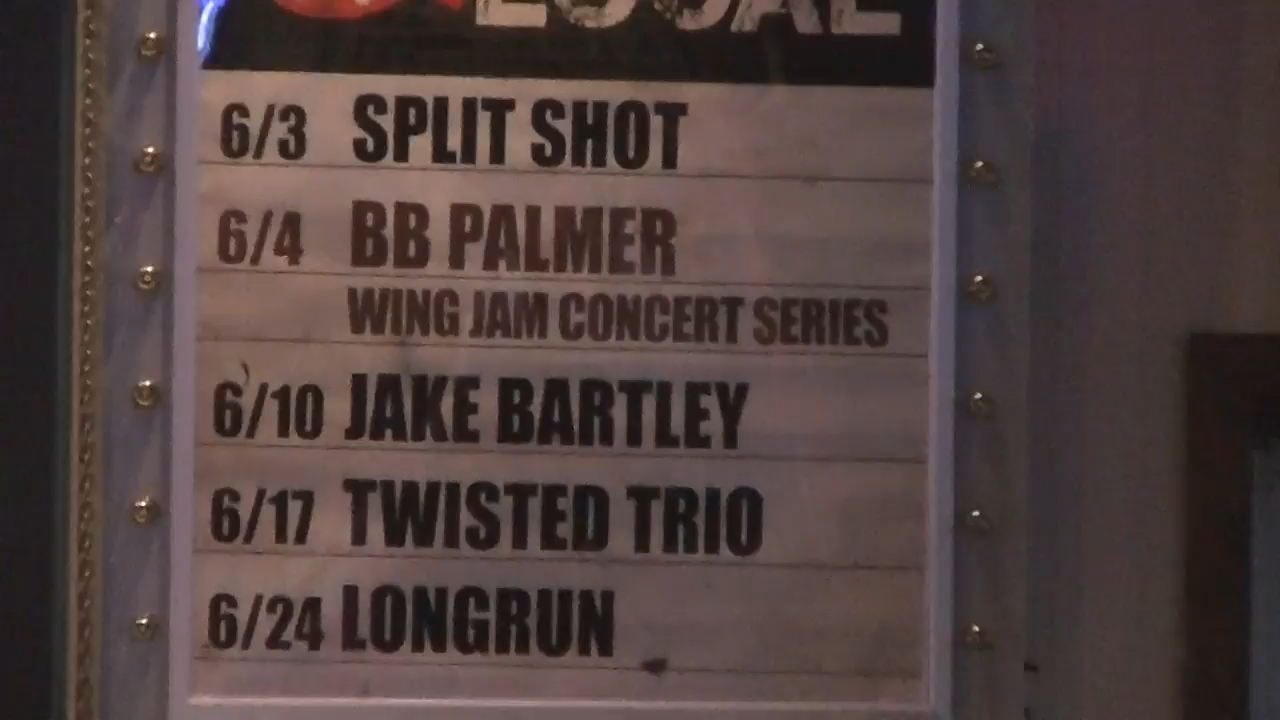 LOCAL
6/3 SPLIT SHOT
6/4 BB PALMER
WING JAM CONCERT SERIES
6/10 JAKE BARTLEY
6/17 TWISTED TRIO
6/24 LONGRUN